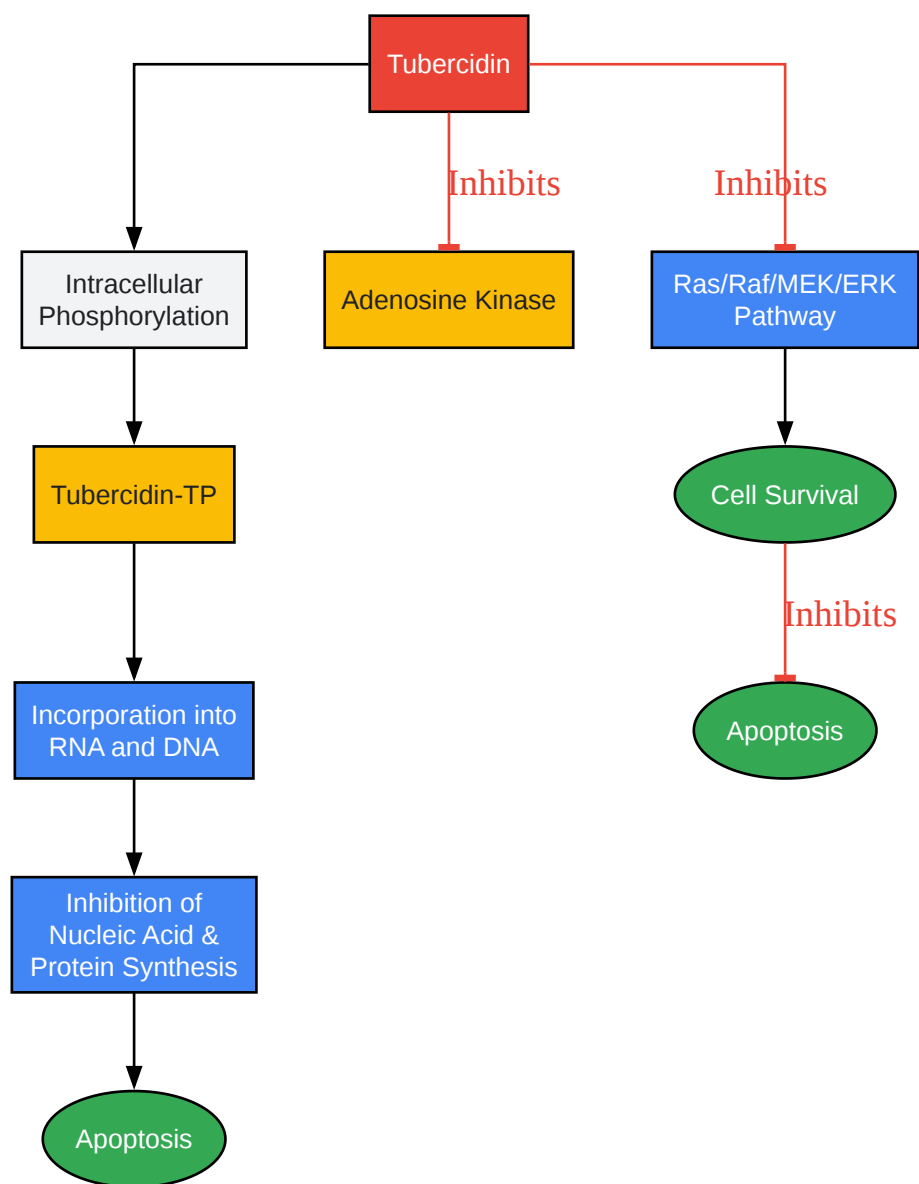 Tubercidin
Inhibits
Inhibits
Intracellular
Phosphorylation
Adenosine Kinase
Ras/Raf/MEK/ERK
Pathway
Tubercidin-TP
Cell Survival
Inhibits
Incorporation into
RNA and DNA
Apoptosis
Inhibition of
Nucleic Acid &
Protein Synthesis
Apoptosis